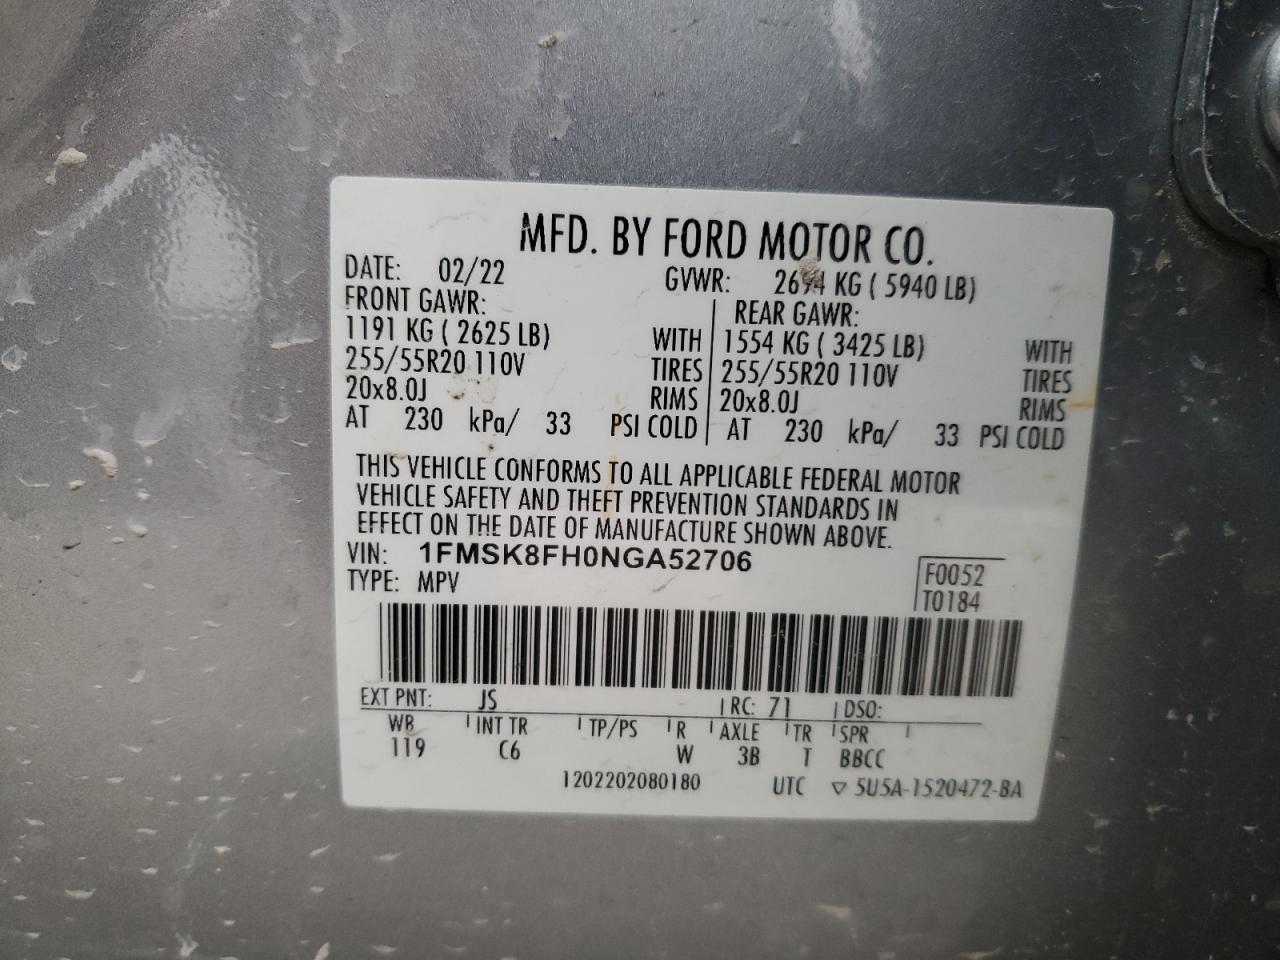 MFD. BY FORD MOTOR CO.
DATE: 02/22 GVWR: 2694 KG ( 5940 LB)
FRONT GAWR: REAR GAWR:
1191 KG ( 2625 LB) WITH 1554 KG ( 3425 LB) WITH
255/55R20 110V TIRES 255/55R20 110V TIRES
20x8.0J RIMS 20x8.0J RIMS
AT 230 kPa/ 33 PSI COLD AT 230 kPa/ 33 PSI COLD
THIS VEHICLE CONFORMS TO ALL APPLICABLE FEDERAL MOTOR
VEHICLE SAFETY AND THEFT PREVENTION STANDARDS IN
EFFECT ON THE DATE OF MANUFACTURE SHOWN ABOVE.
VIN: 1FMSK8FH0NGA52706
TYPE: MPV F0052
T0184
EXT PNT: JS RC: 71 DSO:
WB INT TR TP/PS R AXLE TR SPR
119 C6 W 3B T BBCC
1202202080180 UTC ▽ 5U5A-1520472-BA